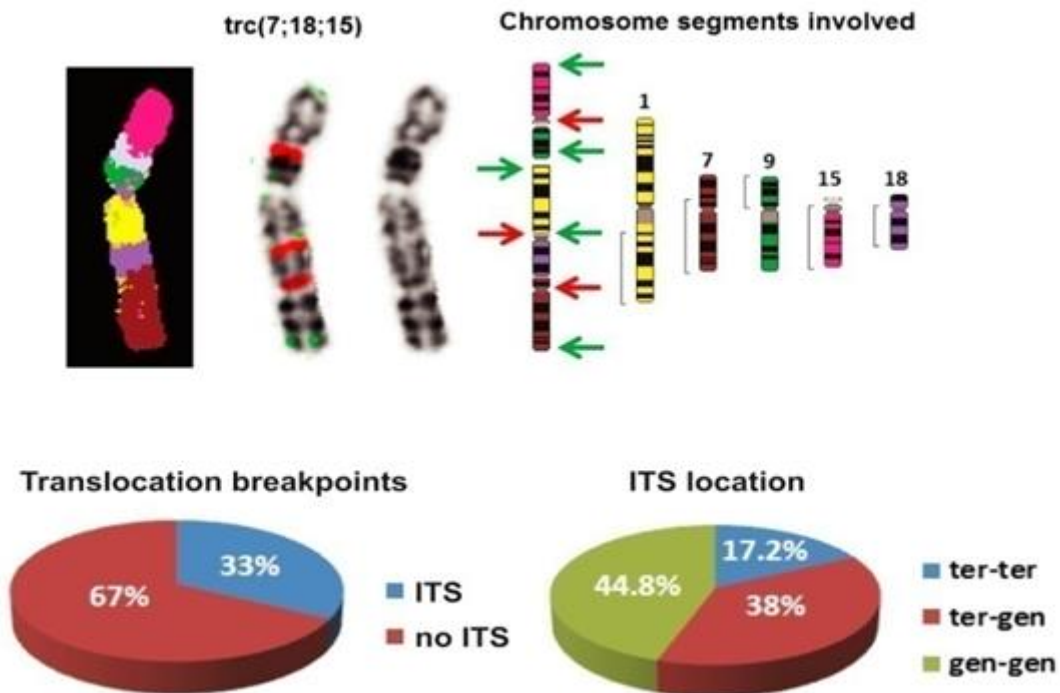 trc(7;18;15)
Chromosome segments involved
1
7
9
15
18
Translocation breakpoints
33%
67%
ITS
no ITS
ITS location
17.2%
44.8%
38%
ter-ter
ter-gen
gen-gen